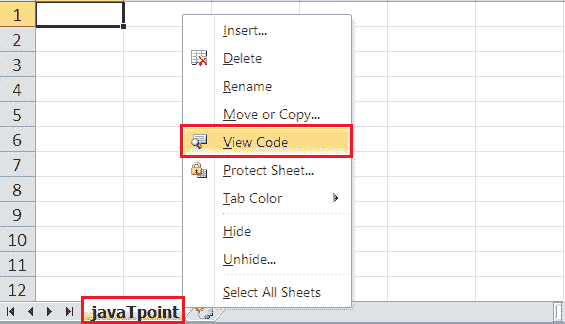 1
2
3
4
5
6
7
8
9
10
11
12
Insert...
Delete
Rename
Move or Copy...
View Code
Protect Sheet...
Tab Color
Hide
Unhide...
Select All Sheets
javaTpoint